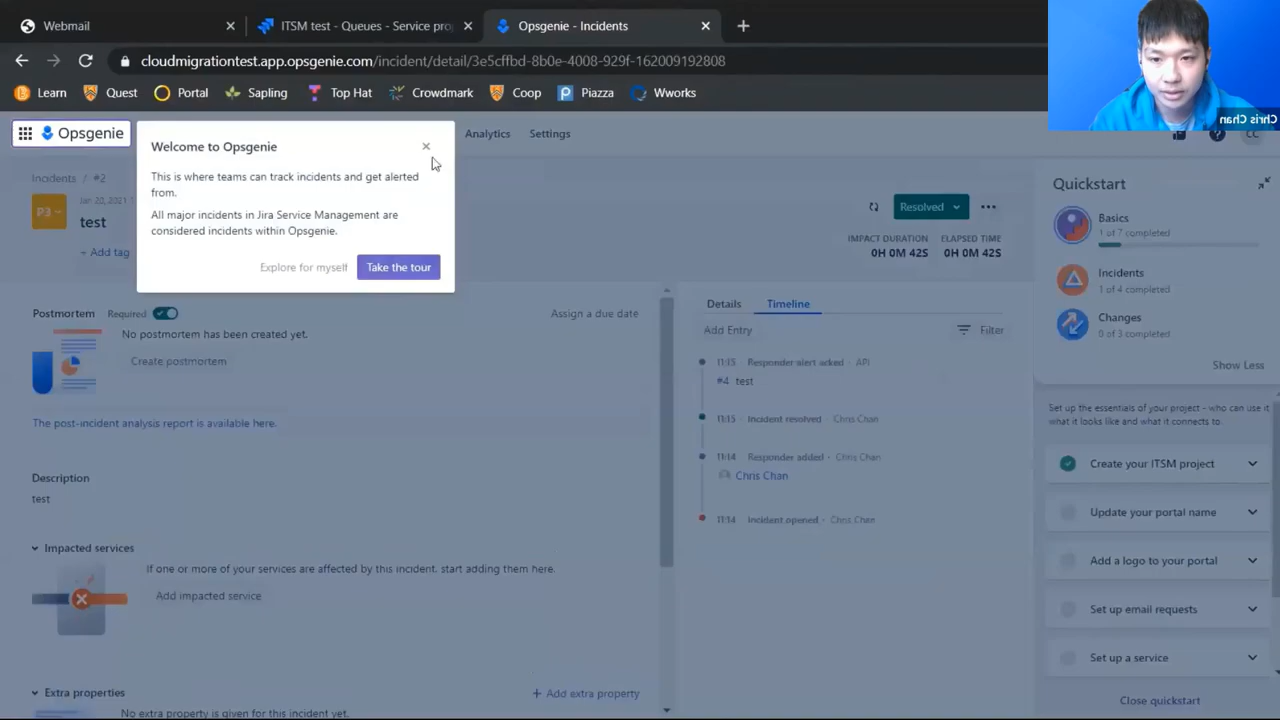 Webmail
ITSM test - Queues - Service pro
Opsgenie - Incidents
cloudmigrationtest.app.opsgenie.com/incident/detail/3e5cffbd-8b0e-4008-929f-162009192808
Learn
Quest
Portal
Sapling
Top Hat
Crowdmark
Coop
Piazza
Wworks
Chris Chan
Opsgenie
Analytics
Settings
CC
Welcome to Opsgenie
This is where teams can track incidents and get alerted
from.
All major incidents in Jira Service Management are
considered incidents within Opsgenie.
Explore for myself
Take the tour
Incidents / #2
P3
Jan 20, 2021 1
test
+ Add tag
Resolved
IMPACT DURATION
0H 0M 42S
ELAPSED TIME
0H 0M 42S
Postmortem
Required
Assign a due date
No postmortem has been created yet.
Create postmortem
The post-incident analysis report is available here.
Description
test
Impacted services
If one or more of your services are affected by this incident, start adding them here.
Add impacted service
Extra properties
+ Add extra property
No extra property is given for this incident yet.
Details
Timeline
Add Entry
Filter
11:15 Responder alert acked - API
#4 test
11:15 Incident resolved Chris Chan
11:14 Responder added - Chris Chan
Chris Chan
11:14 Incident opened - Chris Chan
Quickstart
Basics
1 of 7 completed
Incidents
1 of 4 completed
Changes
0 of 3 completed
Show Less
Set up the essentials of your project - who can use it
what it looks like and what it connects to
Create your ITSM project
Update your portal name
Add a logo to your portal
Set up email requests
Set up a service
Close quickstart